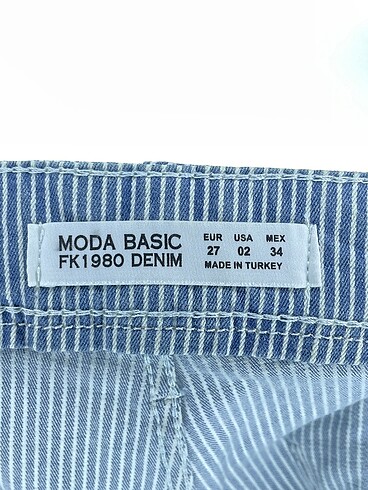 MODA BASIC
FK1980 DENIM
EUR USA MEX
27 02 34
MADE IN TURKEY